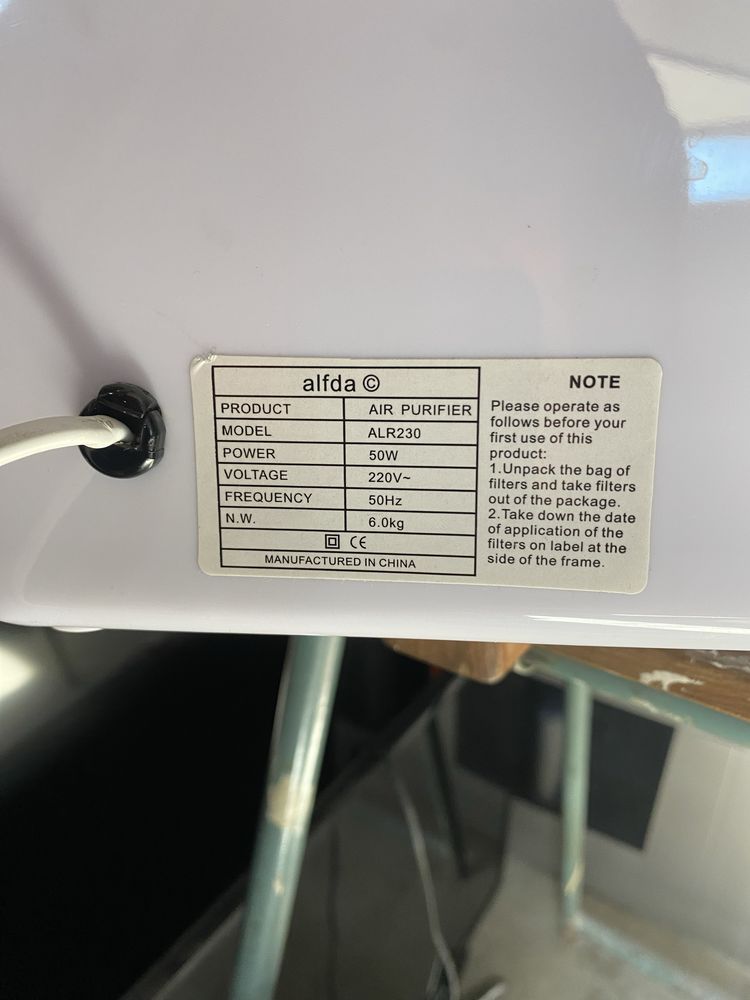 alfda ©
PRODUCT AIR PURIFIER
MODEL ALR230
POWER 50W
VOLTAGE 220V~
FREQUENCY 50Hz
N.W. 6.0kg
CE
MANUFACTURED IN CHINA
NOTE
Please operate as
follows before your
first use of this
product:
1.Unpack the bag of
filters and take filters
out of the package.
2.Take down the date
of application of the
filters on label at the
side of the frame.